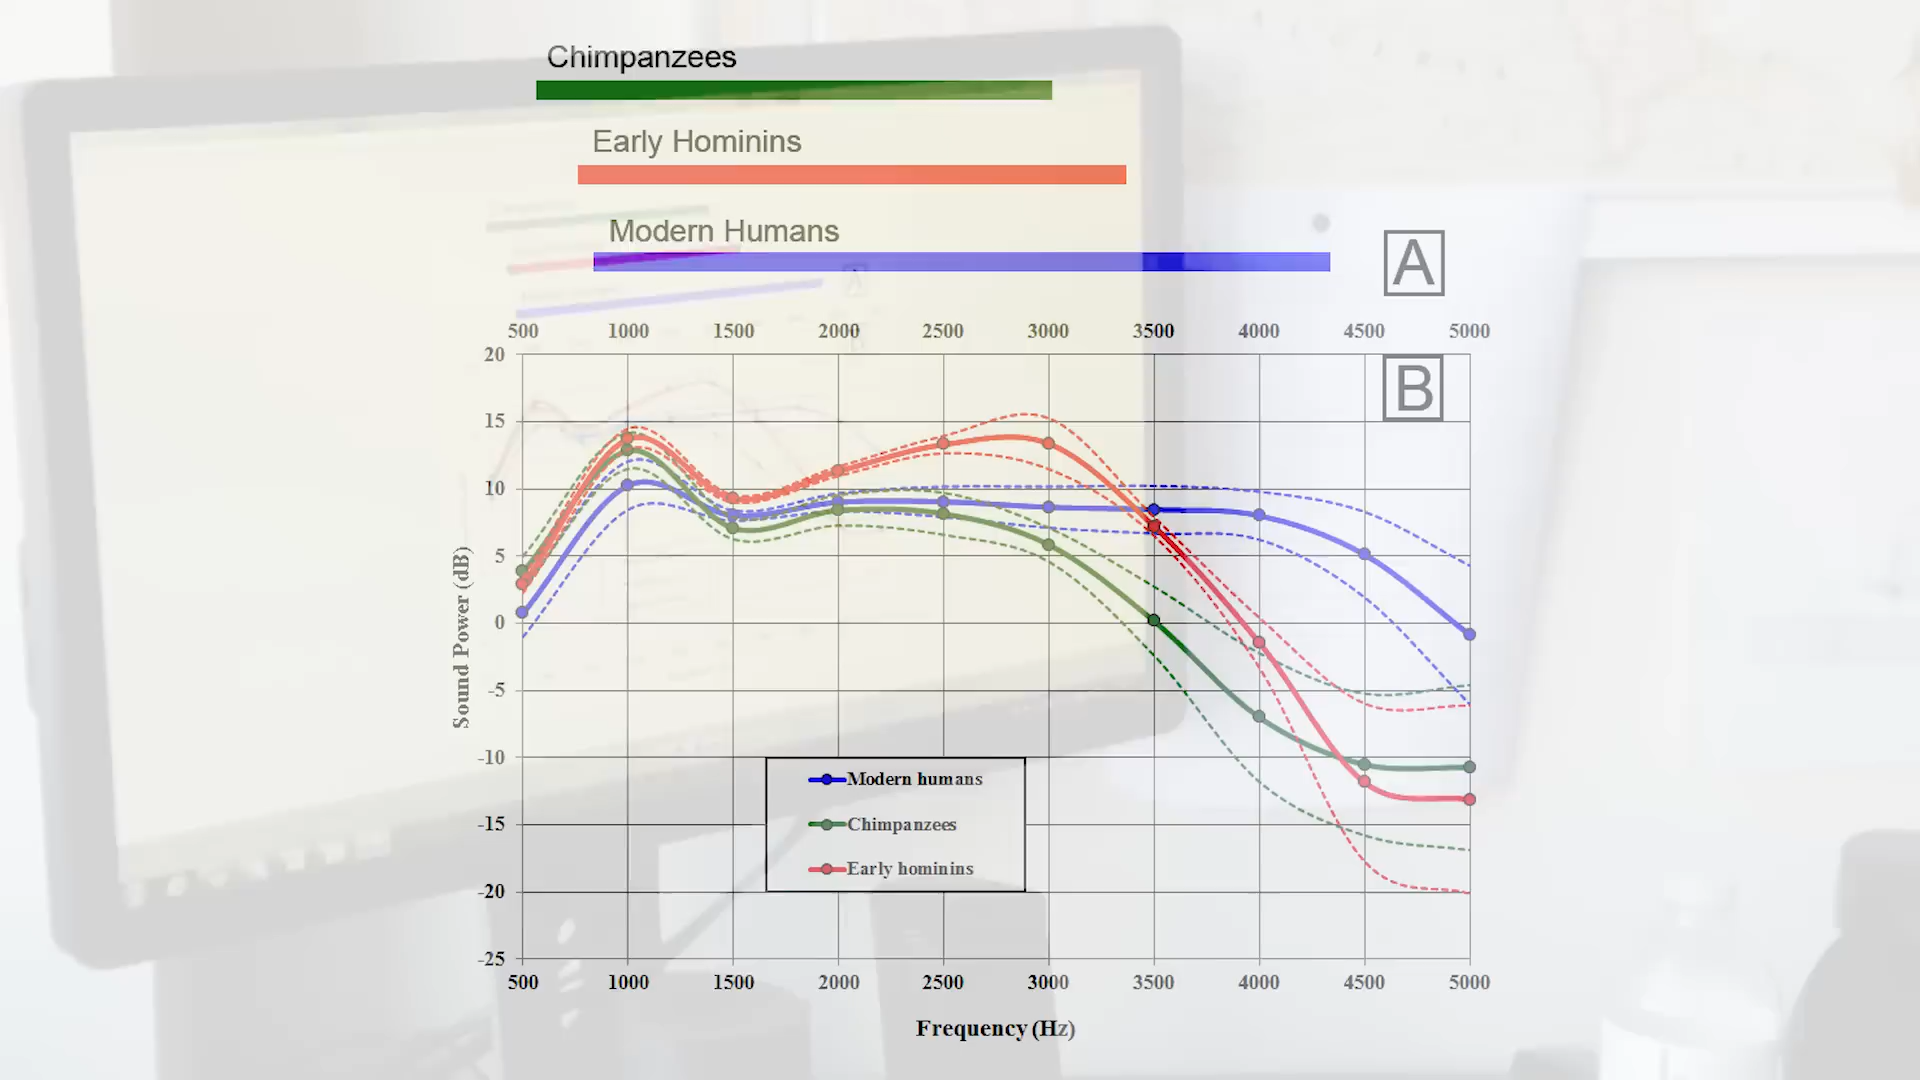 Chimpanzees
Early Hominins
Modern Humans
A
500 1000 1500 2000 2500 3000 3500 4000 4500 5000
B
20
15
10
5
0
-5
-10
-15
-20
-25
Sound Power (dB)
Modern humans
Chimpanzees
Early hominins
500 1000 1500 2000 2500 3000 3500 4000 4500 5000
Frequency (Hz)